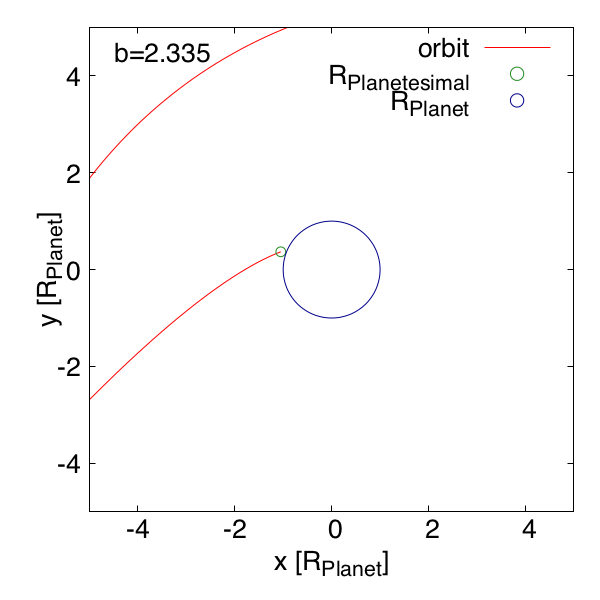 b=2.335
orbit
R_Planetesimal
R_Planet
4
2
0
-2
-4
y [R_Planet]
-4
-2
0
2
4
x [R_Planet]